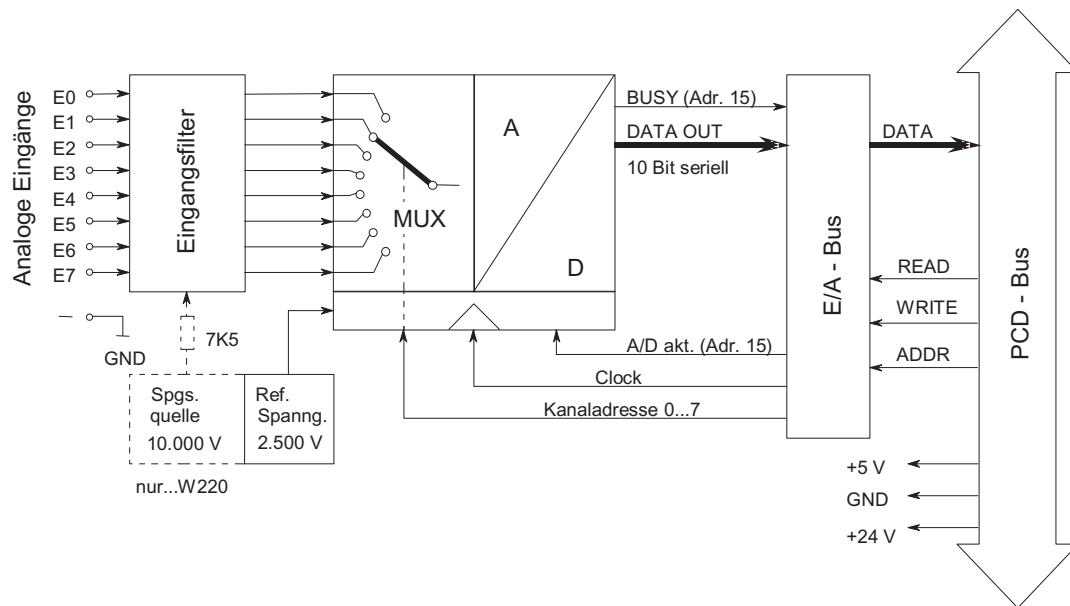 Analoge Eingänge
E0
E1
E2
E3
E4
E5
E6
E7
GND
Eingangsfilter
7K5
Spgs.
quelle
10.000 V
nur...W220
Ref.
Spanng.
2.500 V
MUX
A
D
BUSY (Adr. 15)
DATA OUT
10 Bit seriell
A/D akt. (Adr. 15)
Clock
Kanaladresse 0...7
E/A - Bus
DATA
READ
WRITE
ADDR
+5 V
GND
+24 V
PCD - Bus